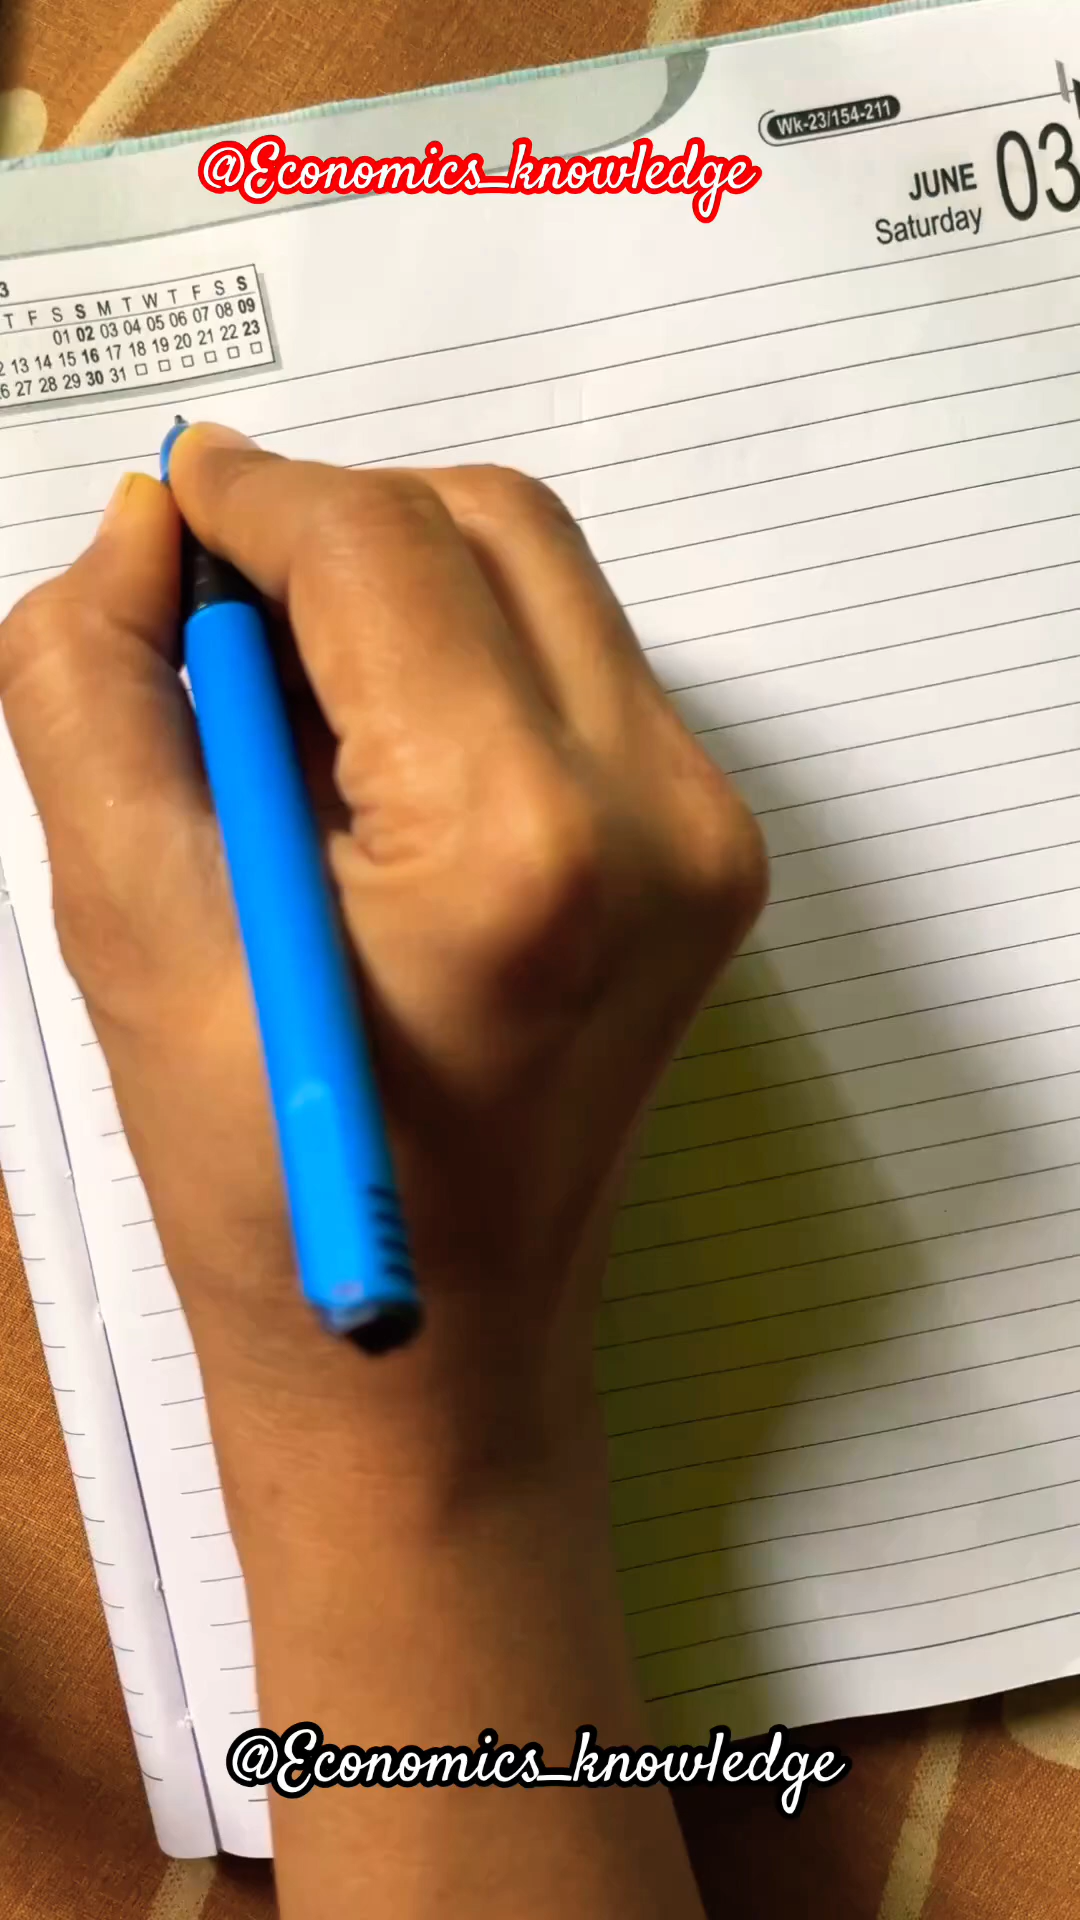 Wk-23/154-211
@Economics_knowledge
JUNE 03
Saturday
3
T F S S M T W T F S S
01 02 03 04 05 06 07 08 09
13 14 15 16 17 18 19 20 21 22 23
27 28 29 30 31 □ □ □ □ □ □
@Economics_knowledge